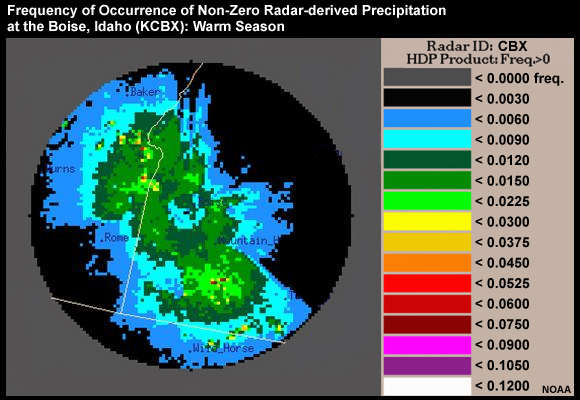 Frequency of Occurrence of Non-Zero Radar-derived Precipitation
at the Boise, Idaho (KCBX): Warm Season
Radar ID: CBX
HDP Product: Freq.>0
< 0.0000 freq.
< 0.0030
< 0.0060
< 0.0090
< 0.0120
< 0.0150
< 0.0225
< 0.0300
< 0.0375
< 0.0450
< 0.0525
< 0.0600
< 0.0750
< 0.0900
< 0.1050
< 0.1200
NOAA
.Baker
.Rome
Wild_Horse